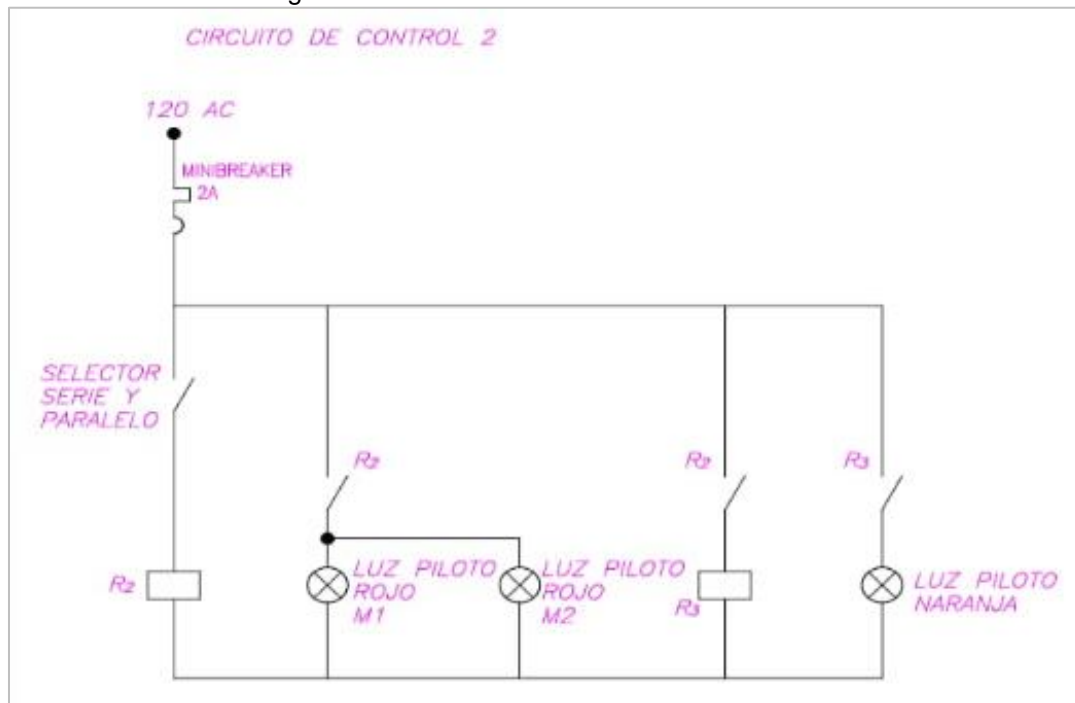 CIRCUITO DE CONTROL 2
120 AC
MINIBREAKER
2A
SELECTOR
SERIE Y
PARALELO
R2
R2
R3
R2
LUZ PILOTO
ROJO
M1
LUZ PILOTO
ROJO
M2
R3
LUZ PILOTO
NARANJA